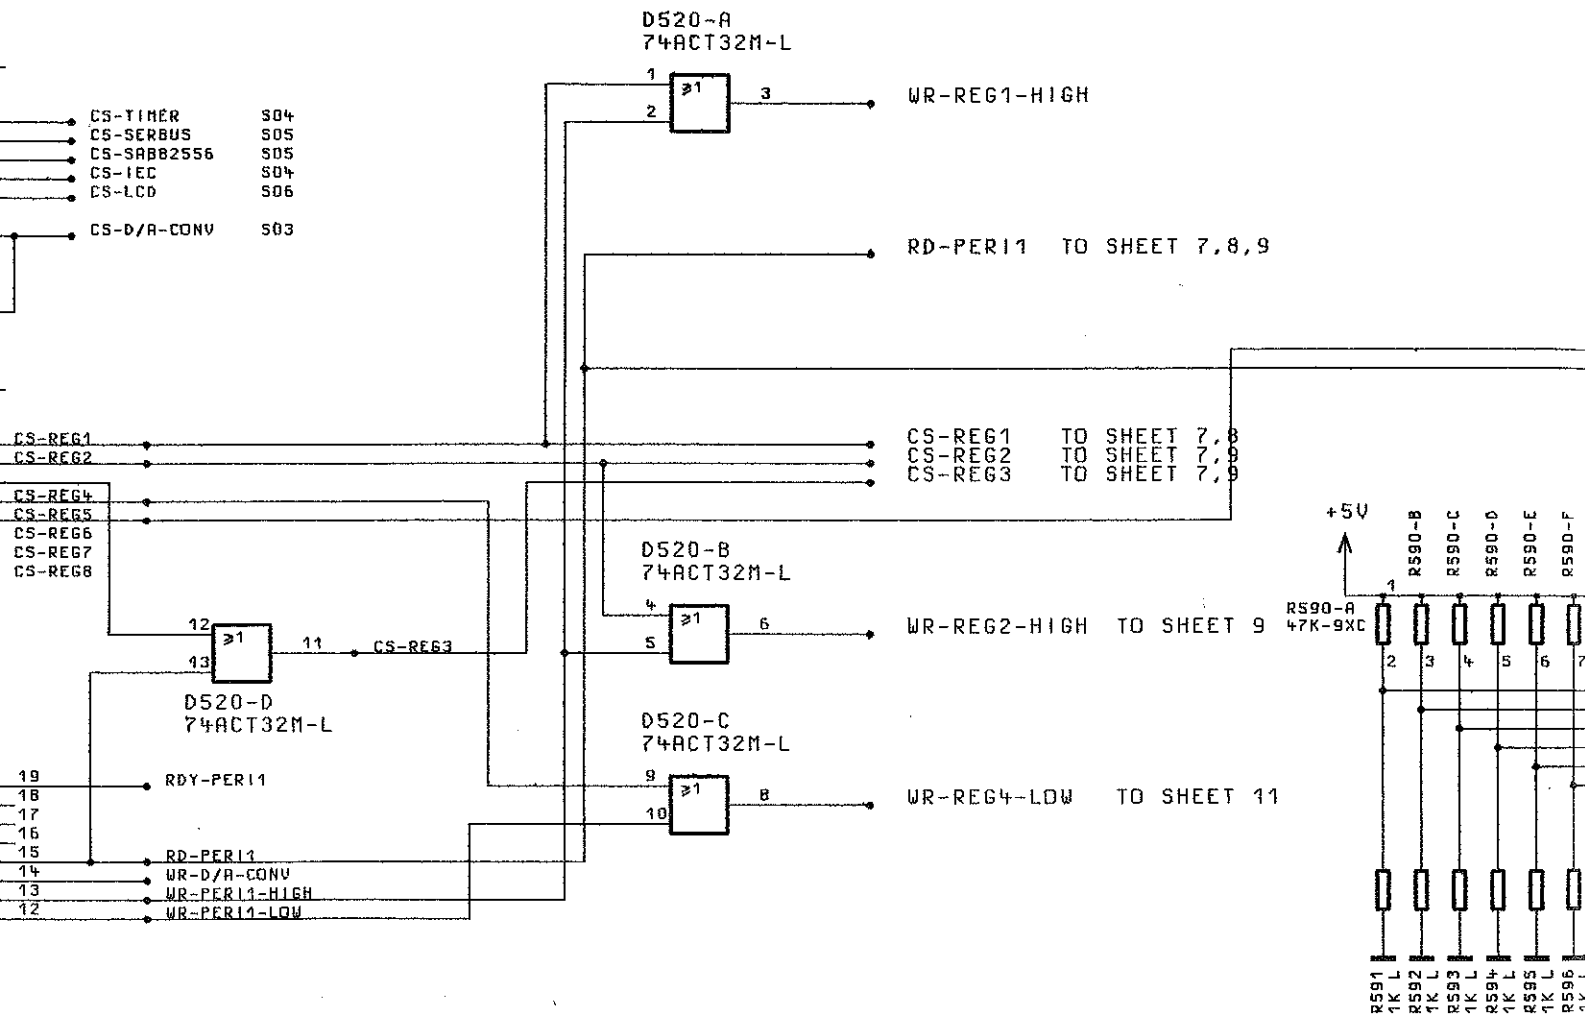 D520-A
74ACT32M-L
1
≥1
3
WR-REG1-HIGH
2
CS-TIMER S04
CS-SERBUS S05
CS-SAB82556 S05
CS-IEC S04
CS-LCD S06
CS-D/A-CONV S03
RD-PERI1 TO SHEET 7,8,9
CS-REG1
CS-REG2
CS-REG4
CS-REG5
CS-REG6
CS-REG7
CS-REG8
CS-REG1 TO SHEET 7,8
CS-REG2 TO SHEET 7,9
CS-REG3 TO SHEET 7,9
D520-B
74ACT32M-L
4
≥1
6
5
WR-REG2-HIGH TO SHEET 9
12
≥1
11
CS-REG3
13
D520-D
74ACT32M-L
D520-C
74ACT32M-L
9
≥1
8
10
WR-REG4-LOW TO SHEET 11
19 RDY-PERI1
18
17
16
15 RD-PERI1
14 WR-D/A-CONV
13 WR-PERI1-HIGH
12 WR-PERI1-LOW
+5V
R590-B
R590-C
R590-D
R590-E
R590-F
1
R590-A
47K-9XC
2 3 4 5 6 7
R591
1K L
R592
1K L
R593
1K L
R594
1K L
R595
1K L
R596
1K L